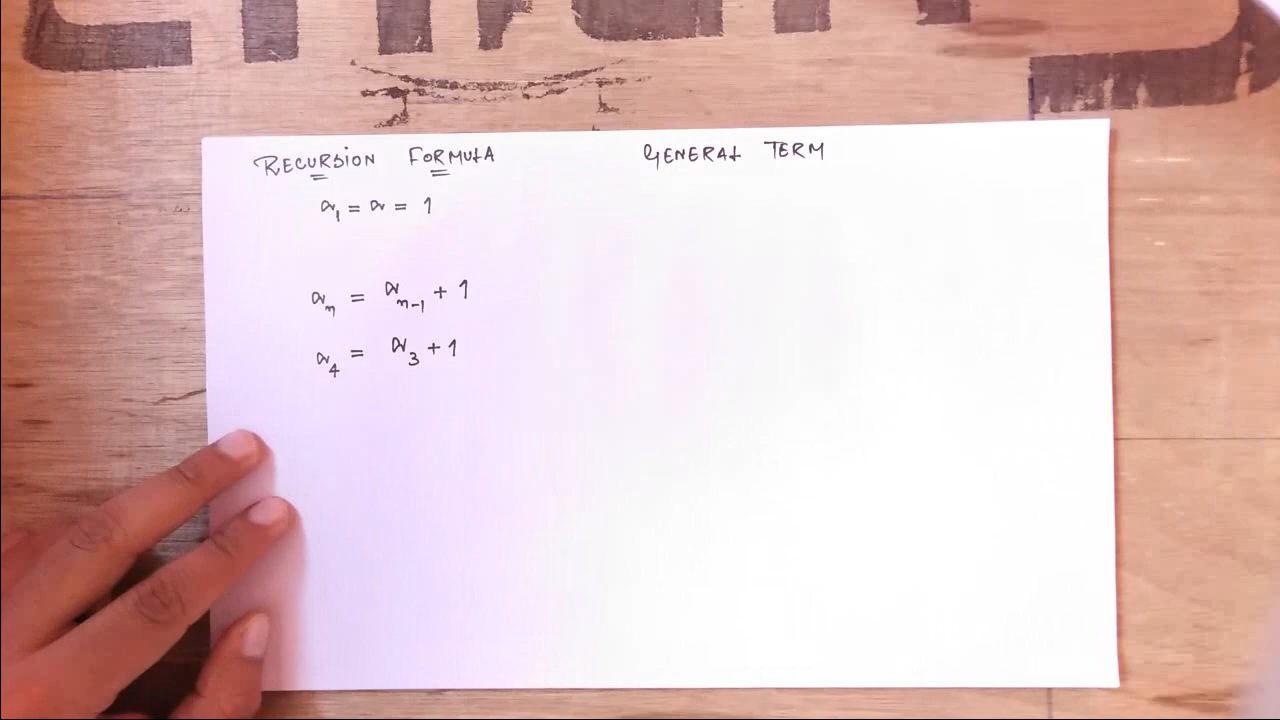 RECURSION FORMULA GENERAL TERM
a₁ = a = 1
aₙ = aₙ₋₁ + 1
a₄ = a₃ + 1